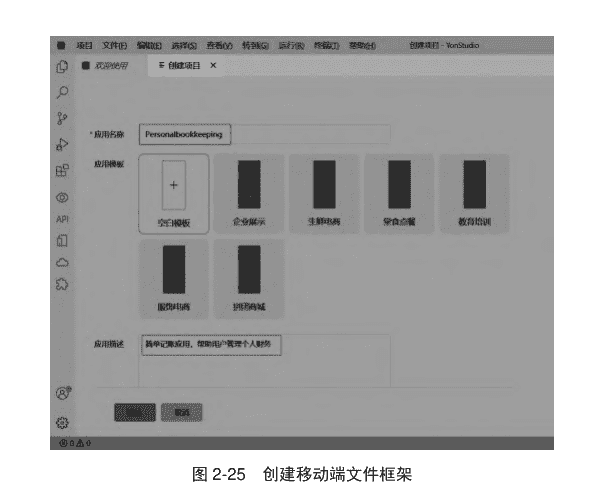 项目 文件(F) 编辑(E) 选择(S) 查看(V) 转到(G) 运行(R) 终端(T) 帮助(H) 创建项目 - YonStudio
欢迎使用 创建项目 ×
* 应用名称 Personalbookkeeping
应用模板
+
空白模板 企业展示 生鲜电商 堂食点餐 教育培训
API
服饰电商 拼团商城
应用描述 简单记账应用，帮助用户管理个人财务
取消
0 0
图 2-25 创建移动端文件框架